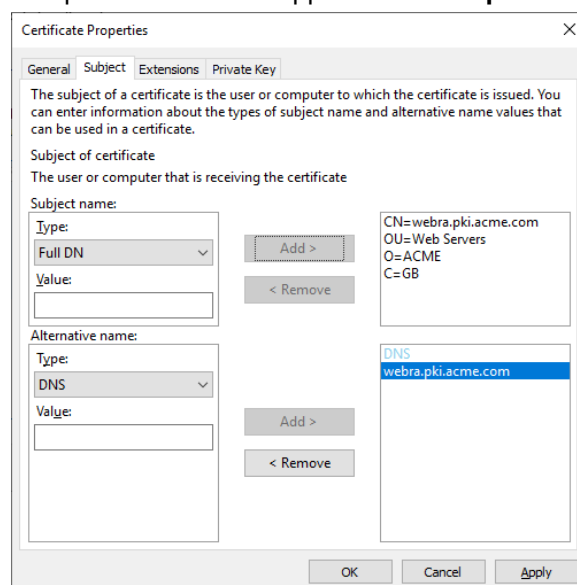 Certificate Properties
General Subject Extensions Private Key
The subject of a certificate is the user or computer to which the certificate is issued. You
can enter information about the types of subject name and alternative name values that
can be used in a certificate.
Subject of certificate
The user or computer that is receiving the certificate
Subject name:
Type:
Full DN
Value:
Add >
< Remove
CN=webra.pki.acme.com
OU=Web Servers
O=ACME
C=GB
Alternative name:
Type:
DNS
Value:
Add >
< Remove
DNS
webra.pki.acme.com
OK Cancel Apply